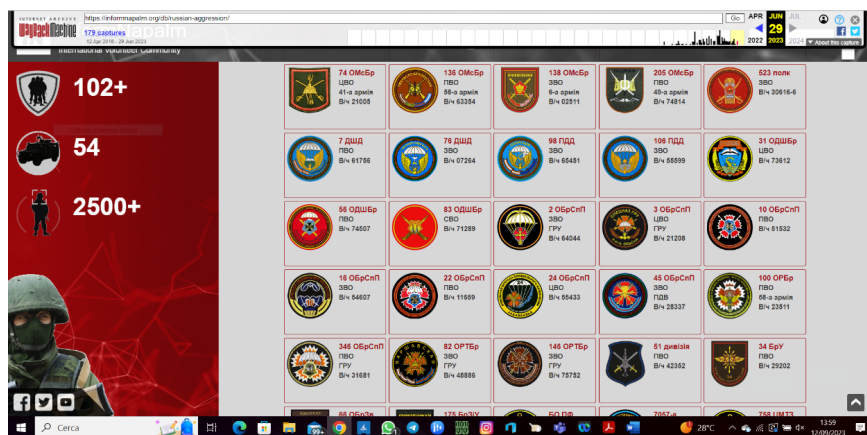 INTERNET ARCHIVE
WayBackMachine
https://informnapalm.org/db/russian-aggression/
Go
APR JUN JUL
179 captures
29
12 Apr 2016 - 29 Jun 2023
2022 2023 2024
About this capture
International Volunteer Community
102+
54
2500+
74 ОМсБр
ЦВО
41-а армія
В/ч 21005
136 ОМсБр
ПВО
58-а армія
В/ч 63354
138 ОМсБр
ЗВО
6-а армія
В/ч 02511
205 ОМсБр
ПВО
49-а армія
В/ч 74814
523 полк
ЗВО
В/ч 30616-6
7 ДШД
ПВО
В/ч 61756
76 ДШД
ЗВО
В/ч 07264
98 ПДД
ЗВО
В/ч 65451
106 ПДД
ЗВО
В/ч 55599
31 ОДШБр
ЦВО
В/ч 73612
56 ОДШБр
ПВО
В/ч 74507
83 ОДШБр
СВО
В/ч 71289
2 ОБрСпП
ЗВО
ГРУ
В/ч 64044
3 ОБрСпП
ЦВО
ГРУ
В/ч 21208
10 ОБрСпП
ПВО
В/ч 51532
16 ОБрСпП
ЗВО
В/ч 54607
22 ОБрСпП
ПВО
В/ч 11659
24 ОБрСпП
ЦВО
В/ч 55433
45 ОБрСпП
ЗВО
ПДВ
В/ч 28337
100 ОРБр
ПВО
58-а армія
В/ч 23511
346 ОБрСпП
ПВО
ГРУ
В/ч 31681
82 ОРТБр
ЗВО
ГРУ
В/ч 48886
146 ОРТБр
ЗВО
ГРУ
В/ч 75752
51 дивізія
ПВО
В/ч 42352
34 БрУ
ПВО
В/ч 29202
Cerca
99+
28°C
13:59
12/09/2023